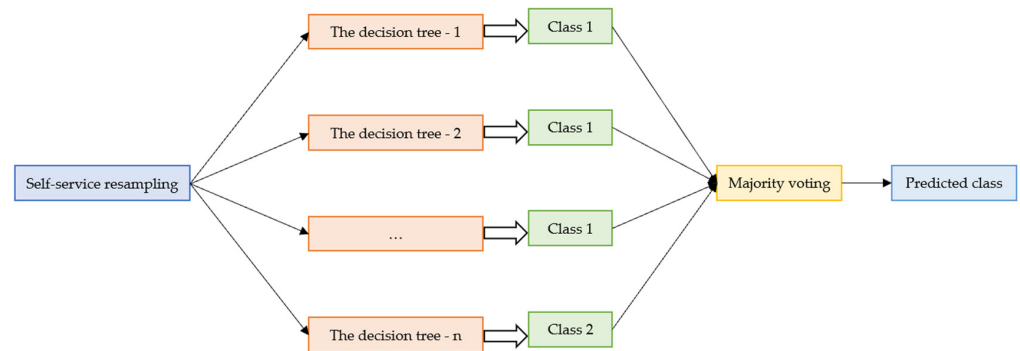 The decision tree - 1
Class 1
The decision tree - 2
Class 1
Self-service resampling
Majority voting
Predicted class
...
Class 1
The decision tree - n
Class 2